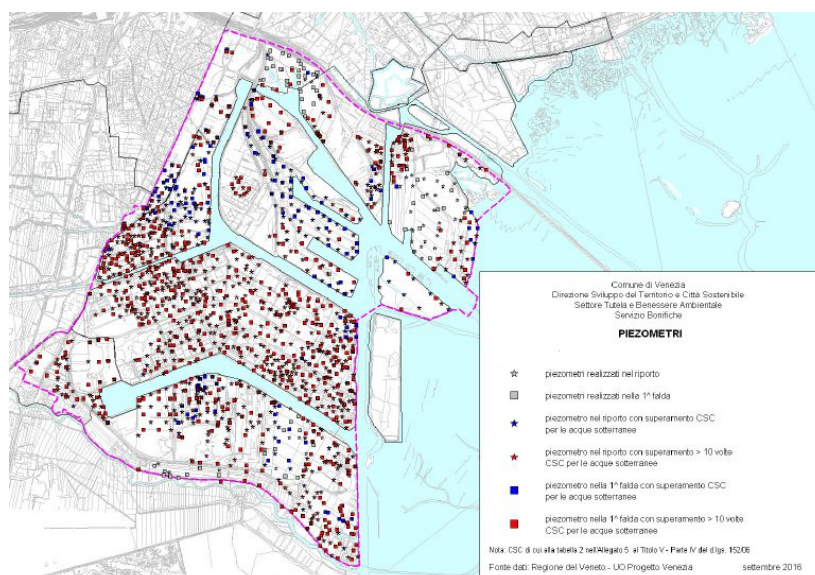 Comune di Venezia
Direzione Sviluppo del Territorio e Città Sostenibile
Settore Tutela e Benessere Ambientale
Servizio Bonifiche
PIEZOMETRI
piezometri realizzati nel riporto
piezometri realizzati nella 1^ falda
piezometro nel riporto con superamento CSC
per le acque sotterranee
piezometro nel riporto con superamento > 10 volte
CSC per le acque sotterranee
piezometro nella 1^ falda con superamento CSC
per le acque sotterranee
piezometro nella 1^ falda con superamento > 10 volte
CSC per le acque sotterranee
Nota: CSC di cui alla tabella 2 nell'Allegato 5 al Titolo V - Parte IV del d.lgs. 152/06
Fonte dati: Regione del Veneto - UO Progetto Venezia settembre 2016